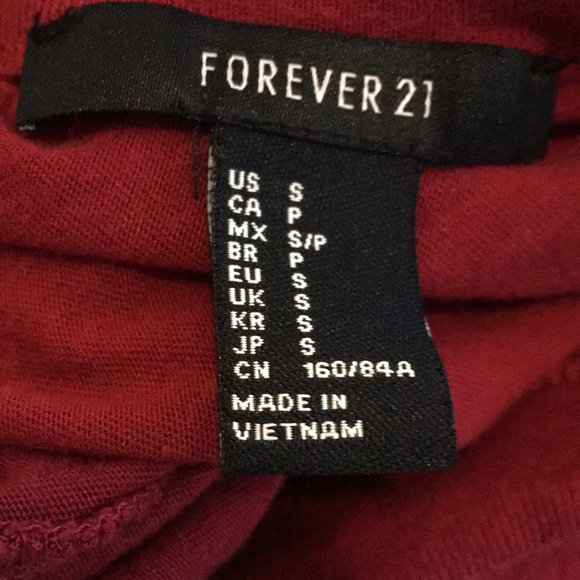 FOREVER 21
US S
CA P
MX S/P
BR P
EU S
UK S
KR S
JP S
CN 160/84A
MADE IN
VIETNAM